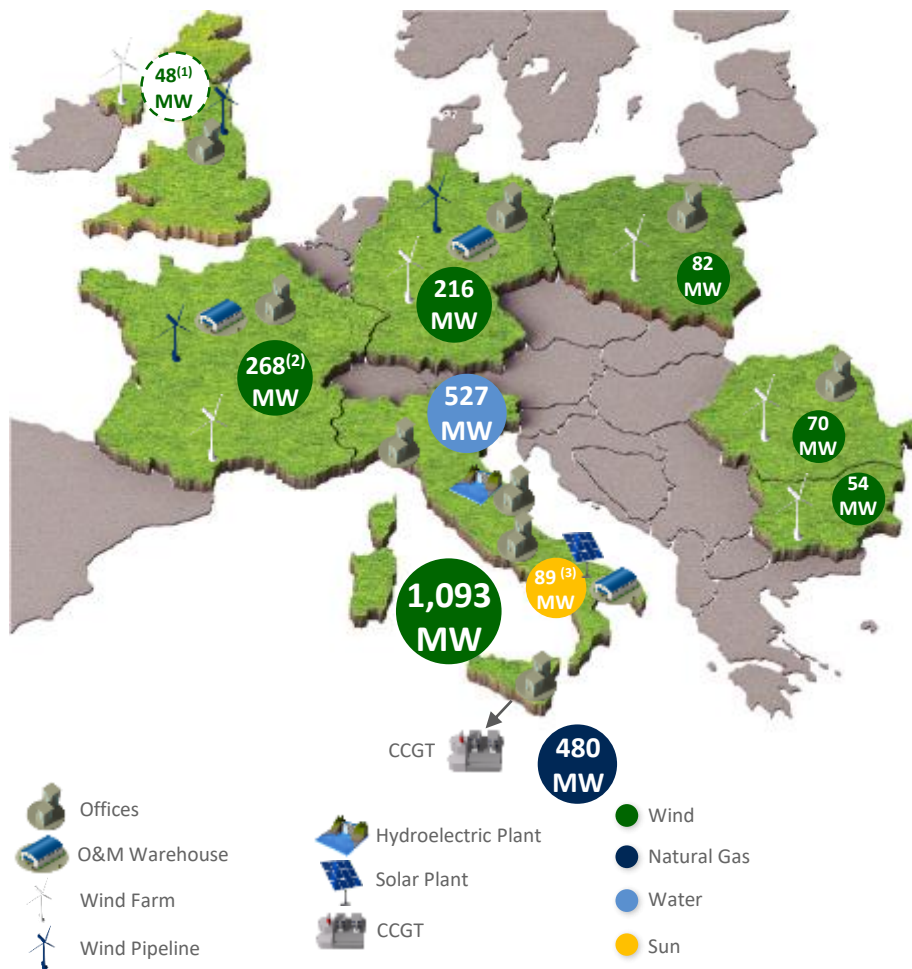 48(1)
MW
82
MW
216
MW
268(2)
MW
527
MW
70
MW
54
MW
89 (3)
MW
1,093
MW
CCGT
480
MW
Offices
O&M Warehouse
Wind Farm
Wind Pipeline
Hydroelectric Plant
Solar Plant
CCGT
Wind
Natural Gas
Water
Sun